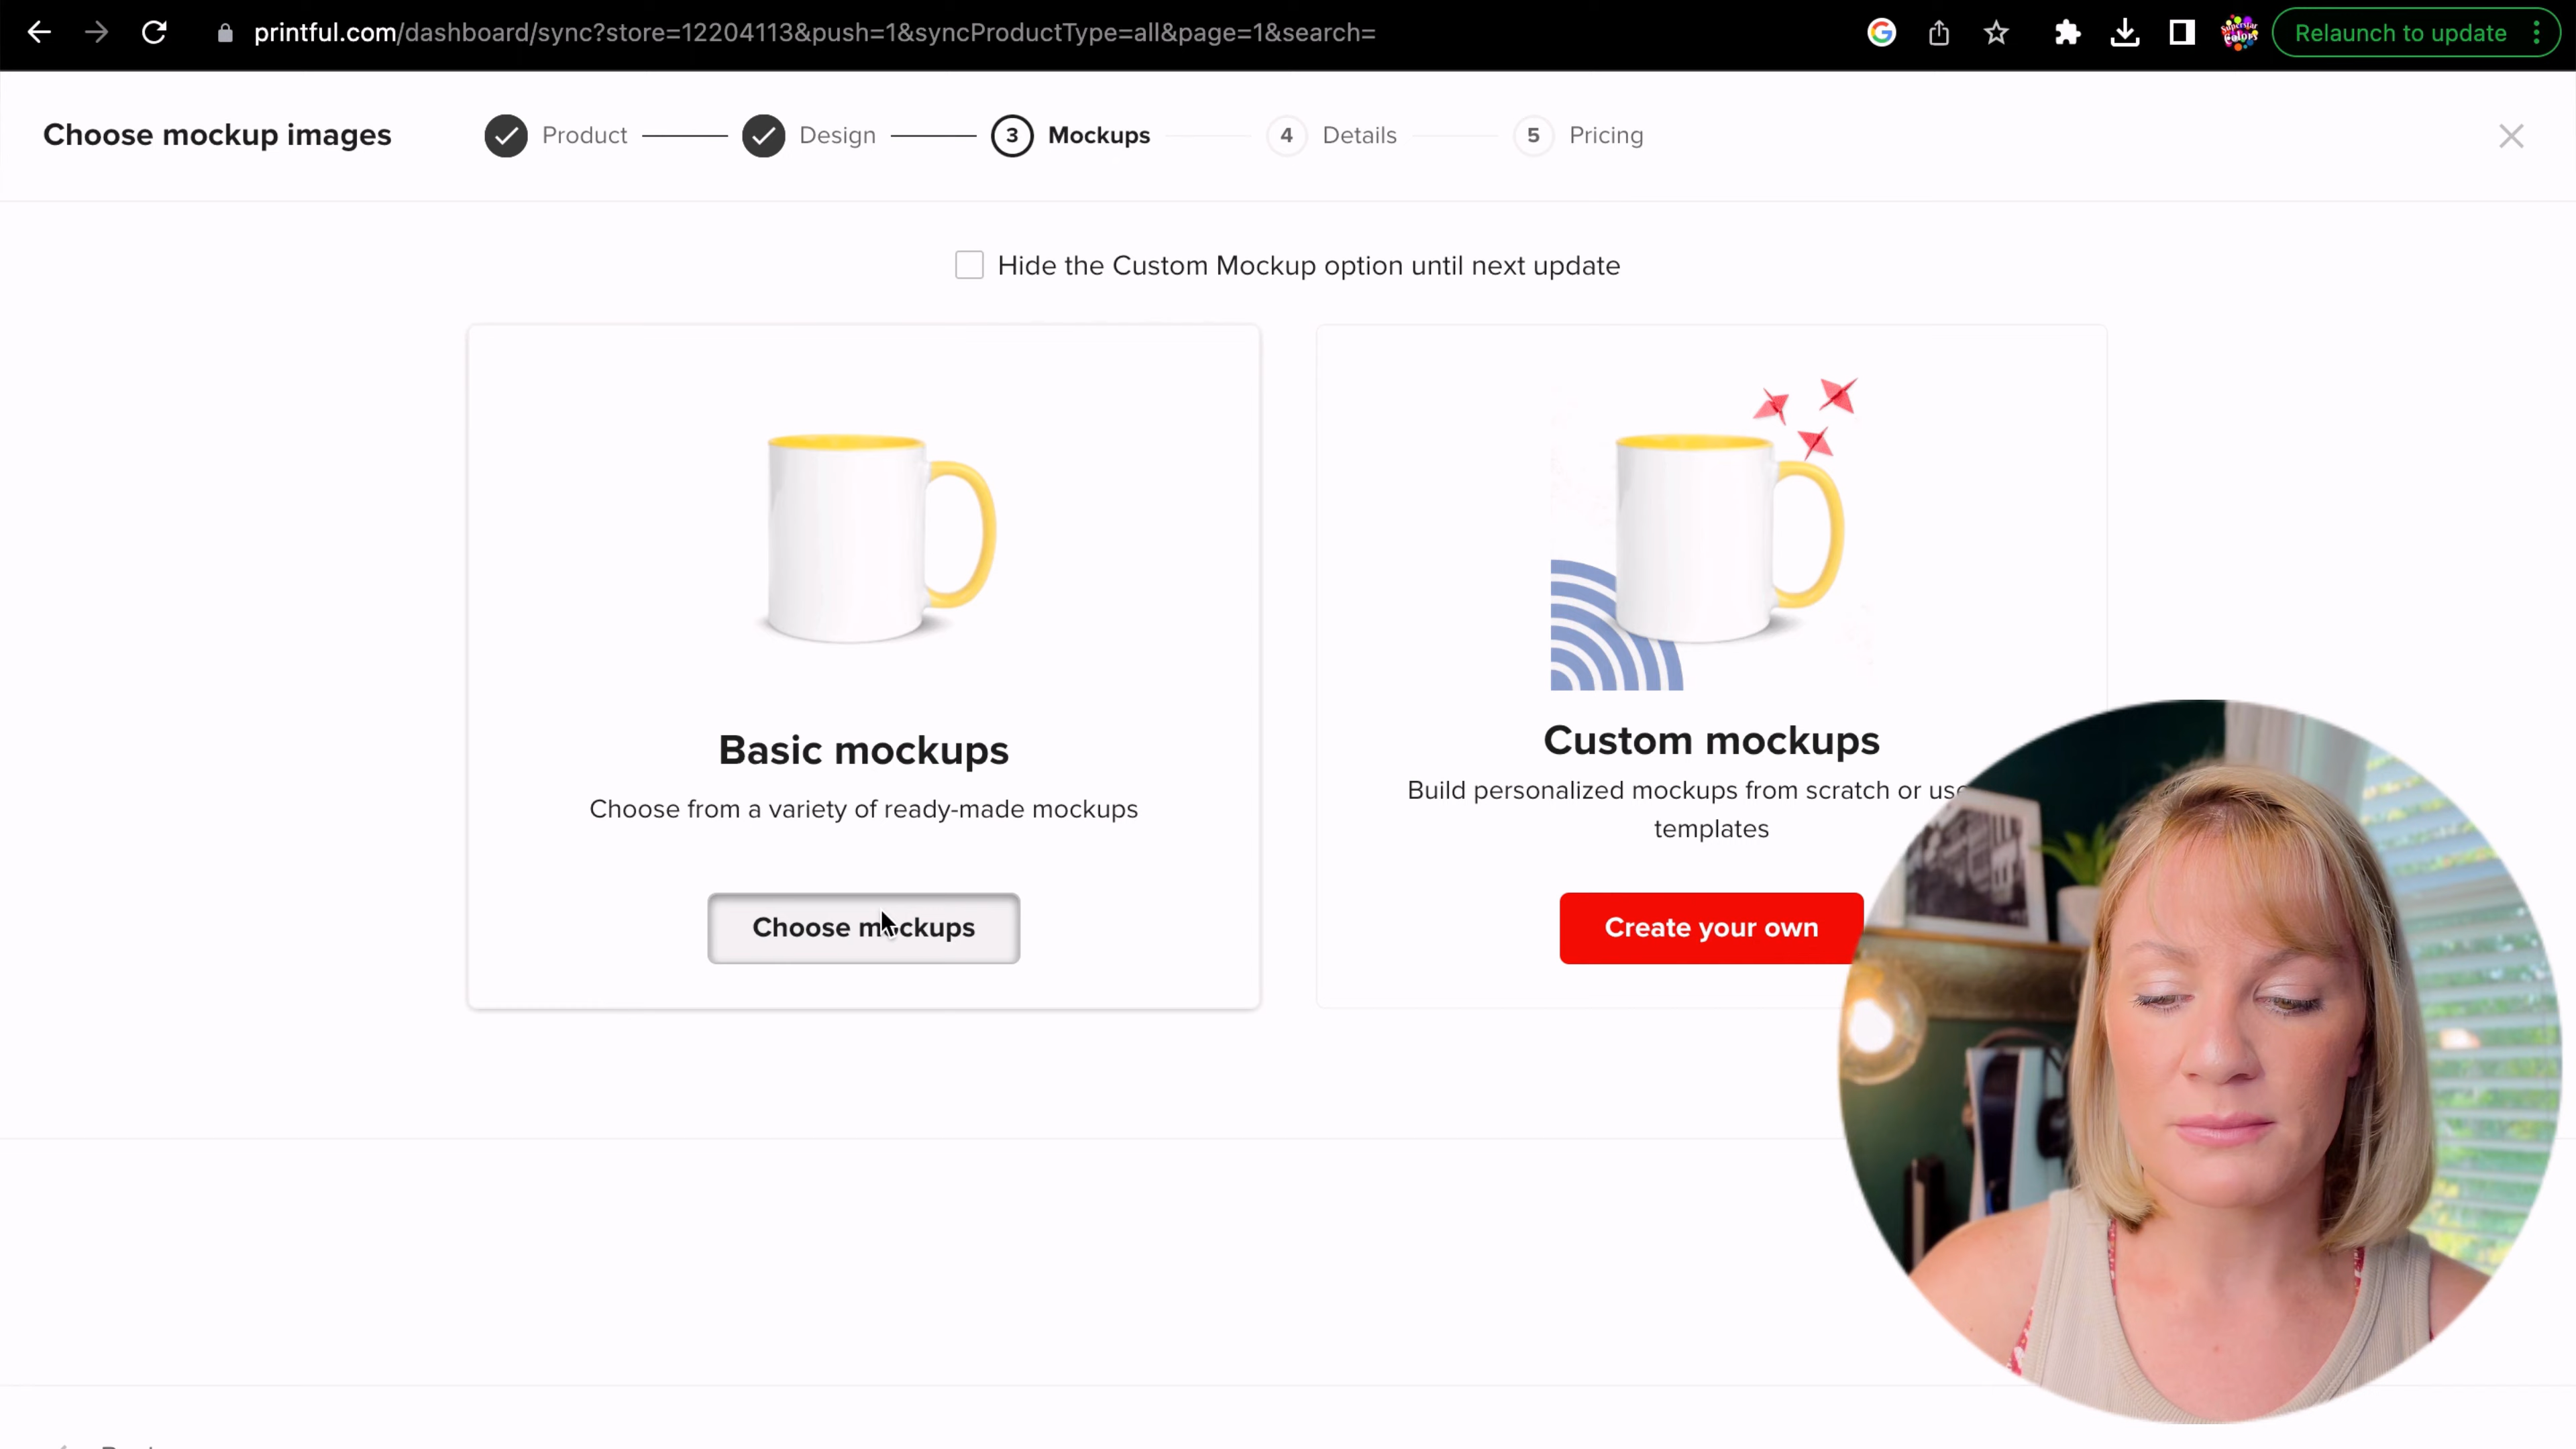 printful.com/dashboard/sync?store=12204113&push=1&syncProductType=all&page=1&search=
Relaunch to update
Choose mockup images
Product
Design
3 Mockups
4 Details
5 Pricing
Hide the Custom Mockup option until next update
Basic mockups
Choose from a variety of ready-made mockups
Choose mockups
Custom mockups
Build personalized mockups from scratch or use
templates
Create your own